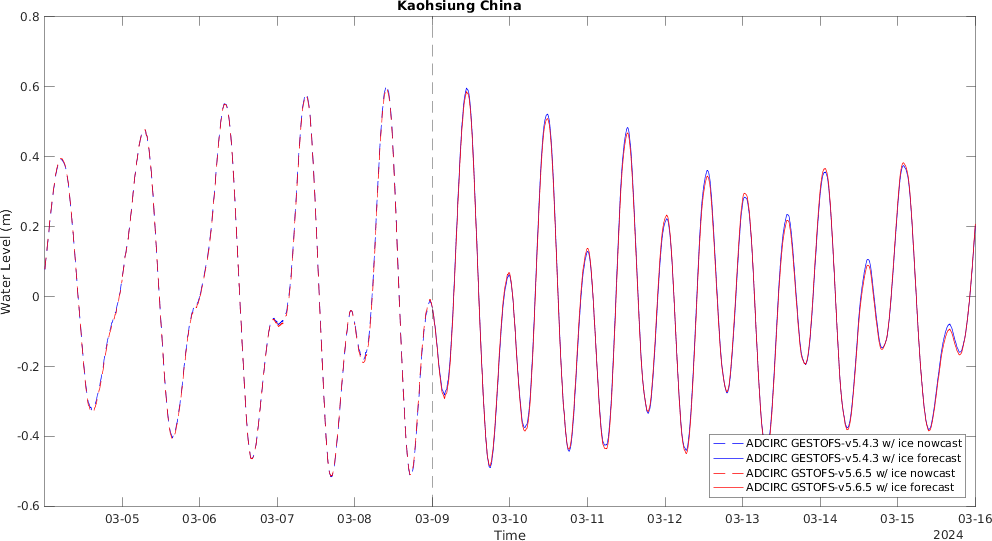 Kaohsiung China
0.8
0.6
0.4
0.2
0
-0.2
-0.4
-0.6
Water Level (m)
ADCIRC GESTOFS-v5.4.3 w/ ice nowcast
ADCIRC GESTOFS-v5.4.3 w/ ice forecast
ADCIRC GSTOFS-v5.6.5 w/ ice nowcast
ADCIRC GSTOFS-v5.6.5 w/ ice forecast
03-05 03-06 03-07 03-08 03-09 03-10 03-11 03-12 03-13 03-14 03-15 03-16
Time
2024